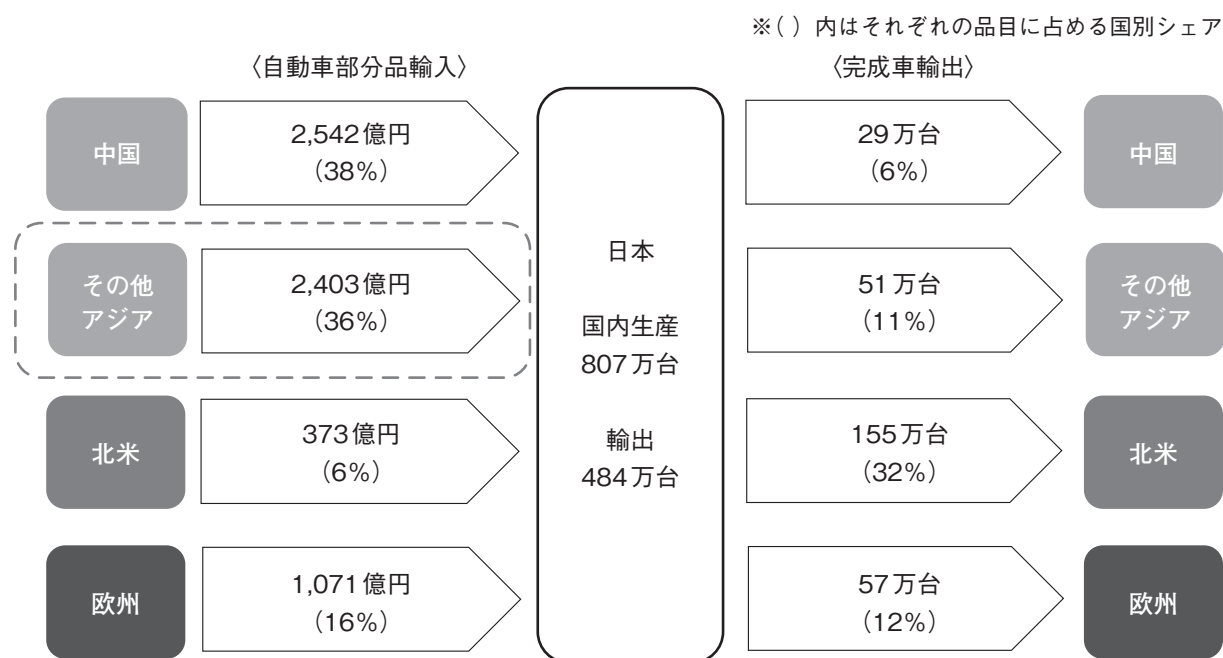 ※( ) 内はそれぞれの品目に占める国別シェア
〈自動車部分品輸入〉
〈完成車輸出〉
中国
2,542億円
(38%)
29万台
(6%)
中国
その他
アジア
2,403億円
(36%)
日本
国内生産
807万台
輸出
484万台
51万台
(11%)
その他
アジア
北米
373億円
(6%)
155万台
(32%)
北米
欧州
1,071億円
(16%)
57万台
(12%)
欧州